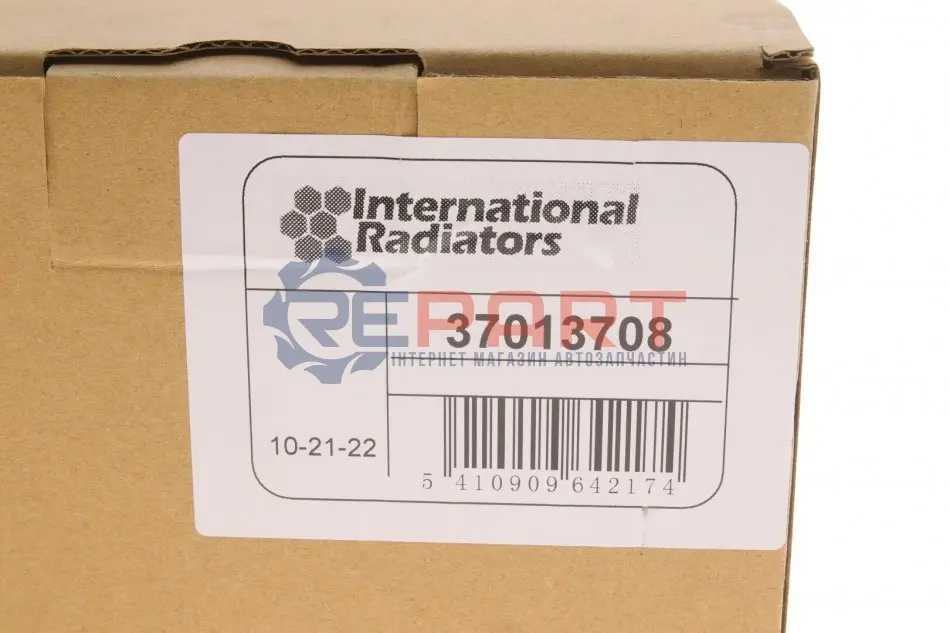 International
Radiators
REPART
37013708
ІНТЕРНЕТ МАГАЗИН АВТОЗАПЧАСТИН
10-21-22
5 410909 642174